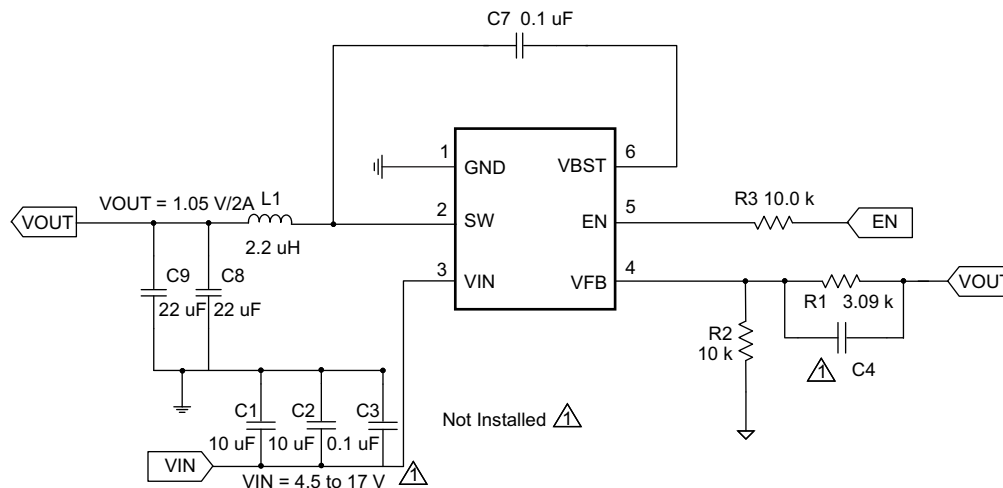 C7 0.1 uF
1
GND
VBST
6
VOUT = 1.05 V/2A
L1
VOUT
2
SW
EN
5
R3 10.0 k
EN
2.2 uH
3
VIN
VFB
4
VOUT
C9
C8
22 uF
22 uF
R1 3.09 k
R2
10 k
1
C4
C1
C2
C3
10 uF
10 uF
0.1 uF
Not Installed 1
VIN
VIN = 4.5 to 17 V
1